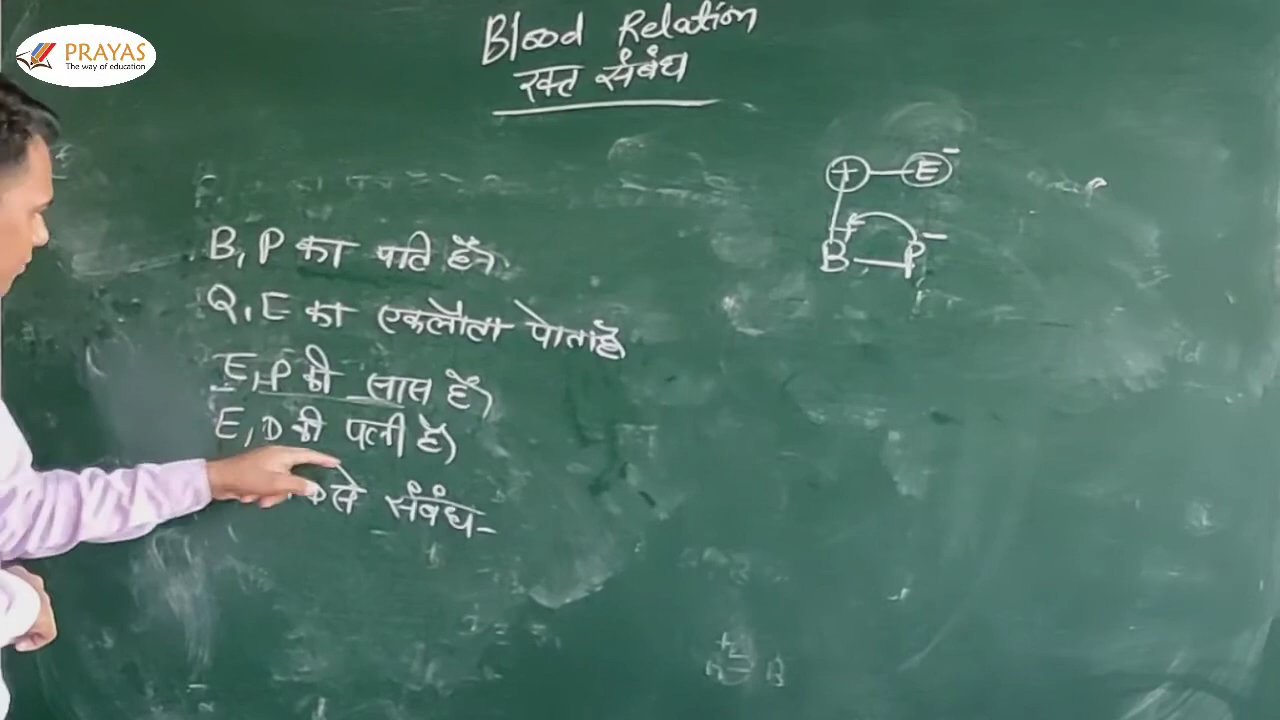 PRAYAS
The way of education
Blood Relation
रक्त संबंध
B, P का पति है।
Q, E का एकलौता पोता है
E, P की सास है।
E, D की पत्नी है।
D से संबंध-
+ E -
+ -
B P